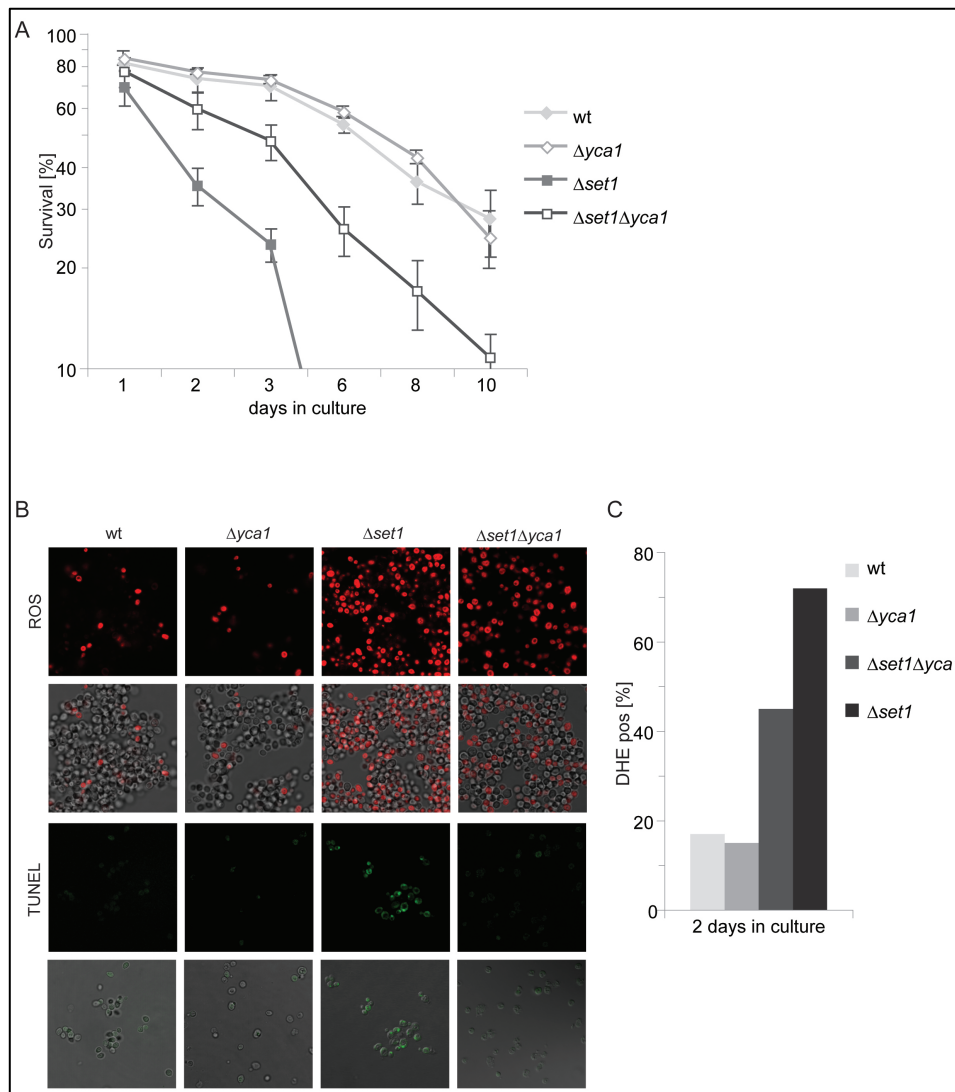 A
100
80
60
40
30
20
10
Survival [%]
1 2 3 6 8 10
days in culture
wt
Δyca1
Δset1
Δset1Δyca1
B
wt Δyca1 Δset1 Δset1Δyca1
ROS
TUNEL
C
80
60
40
20
0
DHE pos [%]
2 days in culture
wt
Δyca1
Δset1Δyca
Δset1